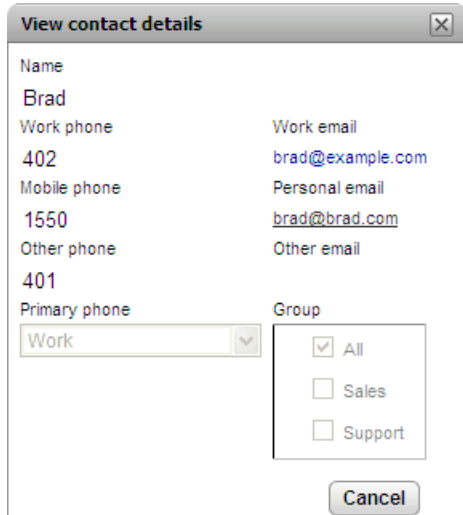 View contact details
Name
Brad
Work phone Work email
402 brad@example.com
Mobile phone Personal email
1550 brad@brad.com
Other phone Other email
401
Primary phone Group
Work All
Sales
Support
Cancel